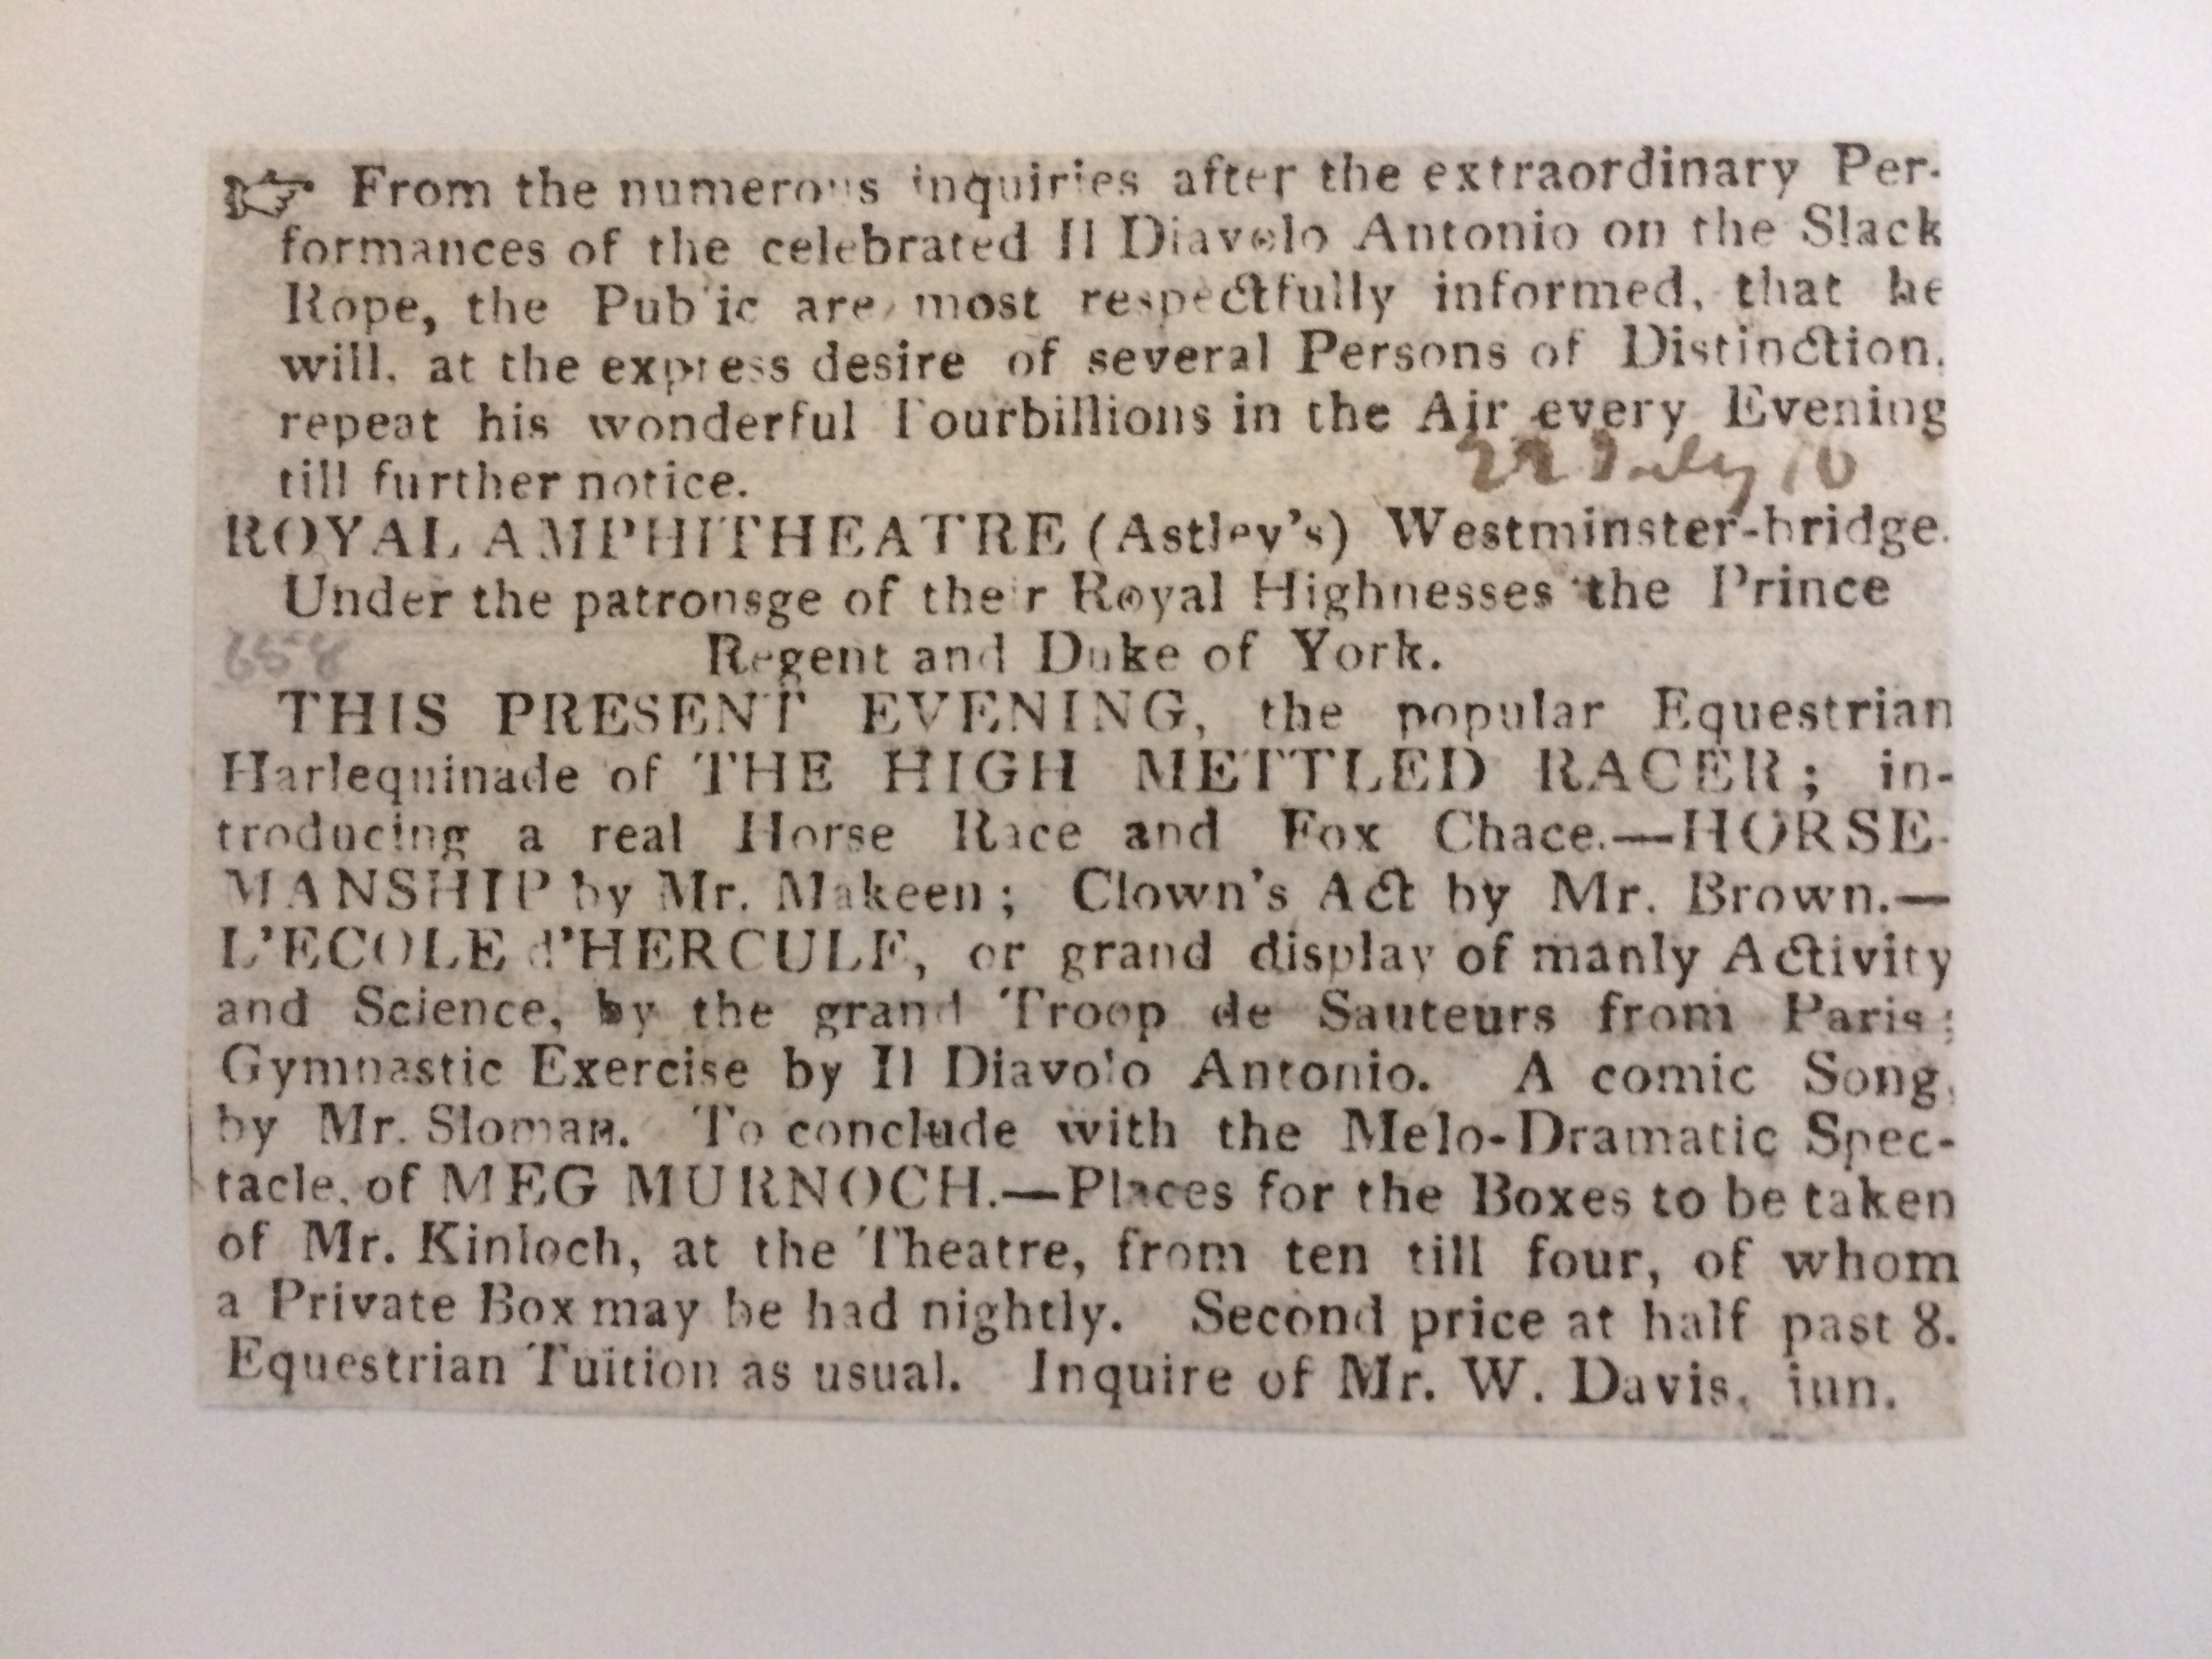 ☞ From the numerous inquiries after the extraordinary Per-
formances of the celebrated Il Diavolo Antonio on the Slack
Rope, the Public are, most respectfully informed, that he
will, at the express desire of several Persons of Distinction,
repeat his wonderful Tourbillions in the Air every Evening
till further notice.
22 July
ROYAL AMPHITHEATRE (Astley's) Westminster-bridge.
Under the patronsge of their Royal Highnesses the Prince
Regent and Duke of York.
THIS PRESENT EVENING, the popular Equestrian
Harlequinade of THE HIGH METTLED RACER; in-
troducing a real Horse Race and Fox Chace.—HORSE-
MANSHIP by Mr. Makeen; Clown's Act by Mr. Brown.—
L'ECOLE d'HERCULE, or grand display of manly Activity
and Science, by the grand Troop de Sauteurs from Paris;
Gymnastic Exercise by Il Diavolo Antonio. A comic Song,
by Mr. Sloman. To conclude with the Melo-Dramatic Spec-
tacle, of MEG MURNOCH.—Places for the Boxes to be taken
of Mr. Kinloch, at the Theatre, from ten till four, of whom
a Private Box may be had nightly. Second price at half past 8.
Equestrian Tuition as usual. Inquire of Mr. W. Davis, jun.